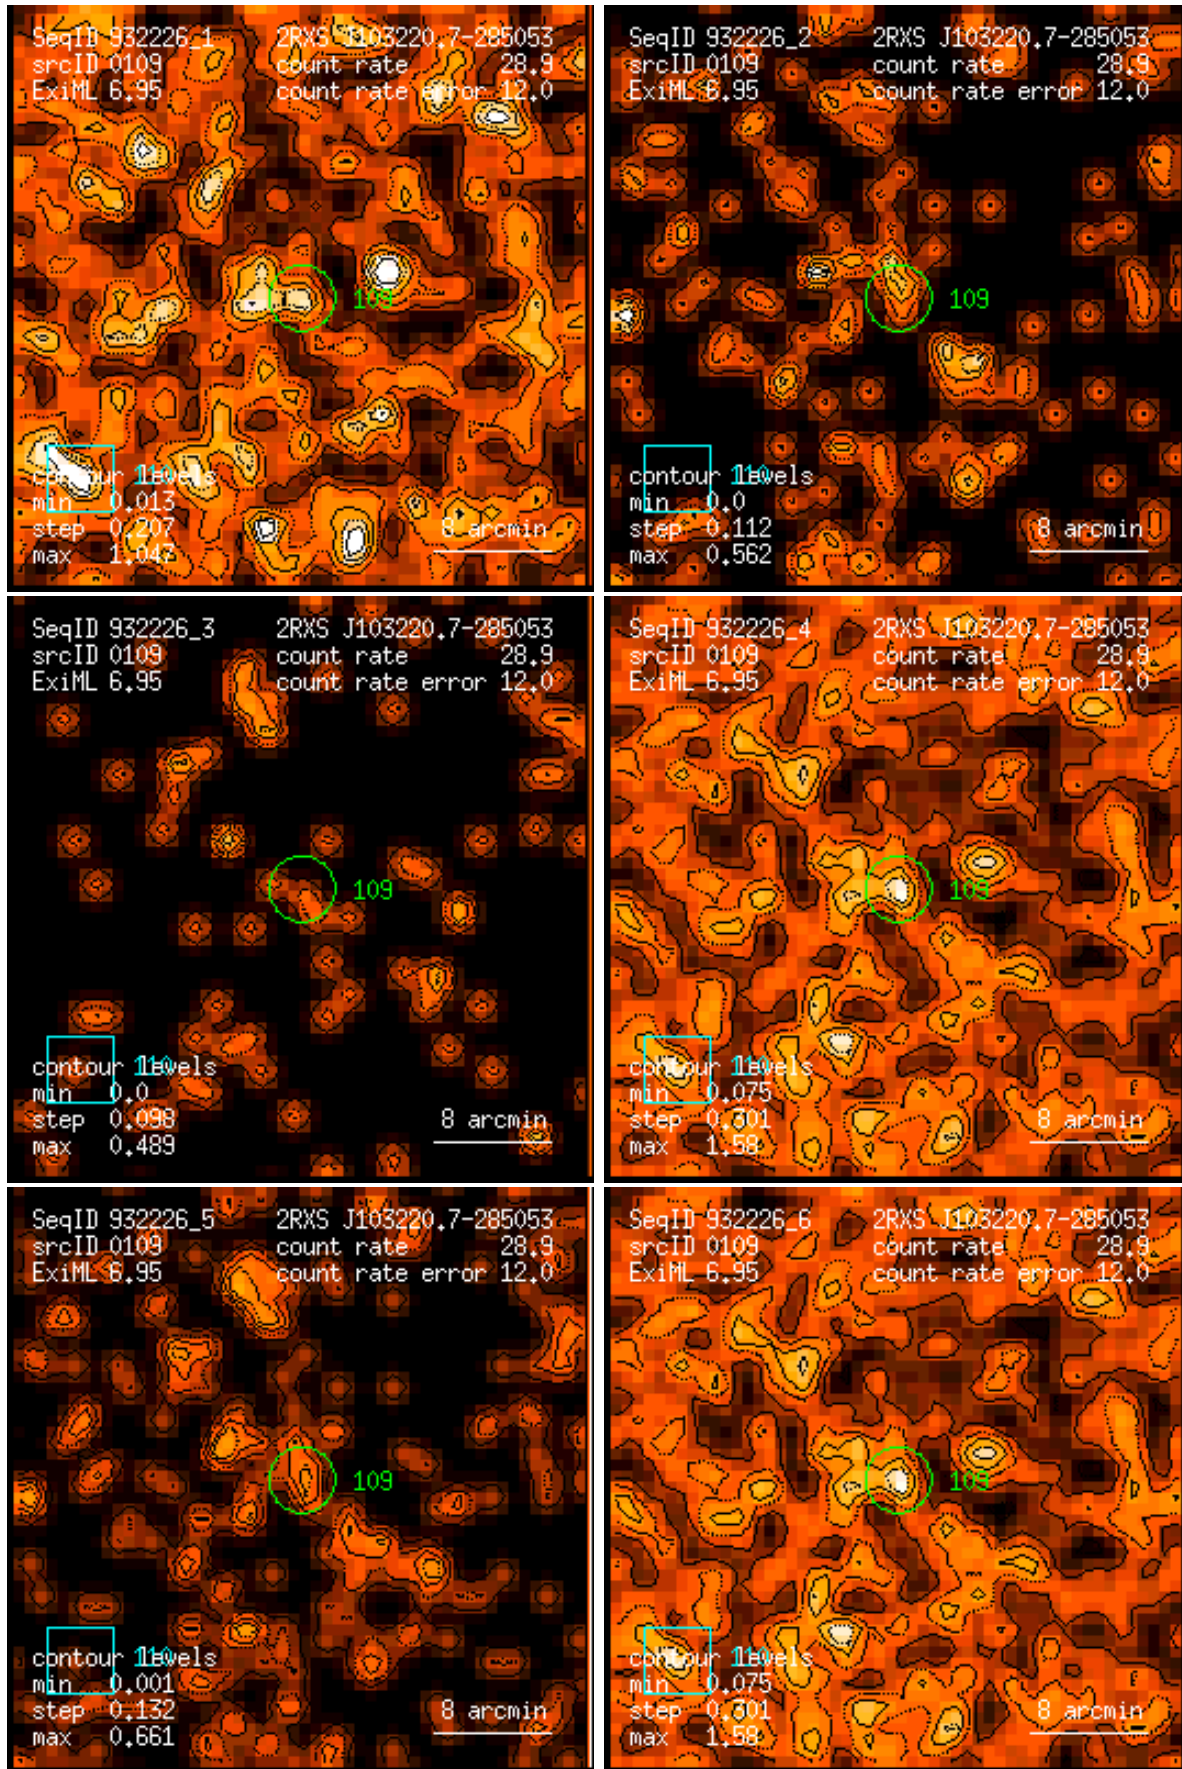 SeqID 932226_1 2RXS J103220.7-285053
srcID 0109 count rate 28.9
ExiML 6.95 count rate error 12.0
109
contour levels 110
min 0.013
step 0.207 8 arcmin
max 1.047
SeqID 932226_2 2RXS J103220.7-285053
srcID 0109 count rate 28.9
ExiML 6.95 count rate error 12.0
109
contour levels 110
min 0.0
step 0.112 8 arcmin
max 0.562
SeqID 932226_3 2RXS J103220.7-285053
srcID 0109 count rate 28.9
ExiML 6.95 count rate error 12.0
109
contour levels 110
min 0.0
step 0.098 8 arcmin
max 0.489
SeqID 932226_4 2RXS J103220.7-285053
srcID 0109 count rate 28.9
ExiML 6.95 count rate error 12.0
109
contour levels 110
min 0.075
step 0.301 8 arcmin
max 1.58
SeqID 932226_5 2RXS J103220.7-285053
srcID 0109 count rate 28.9
ExiML 6.95 count rate error 12.0
109
contour levels 110
min 0.001
step 0.132 8 arcmin
max 0.661
SeqID 932226_6 2RXS J103220.7-285053
srcID 0109 count rate 28.9
ExiML 6.95 count rate error 12.0
109
contour levels 110
min 0.075
step 0.301 8 arcmin
max 1.58